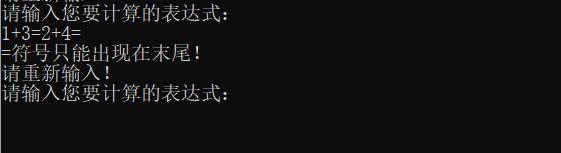 请输入您要计算的表达式：
1+3=2+4=
=符号只能出现在末尾！
请重新输入！
请输入您要计算的表达式：